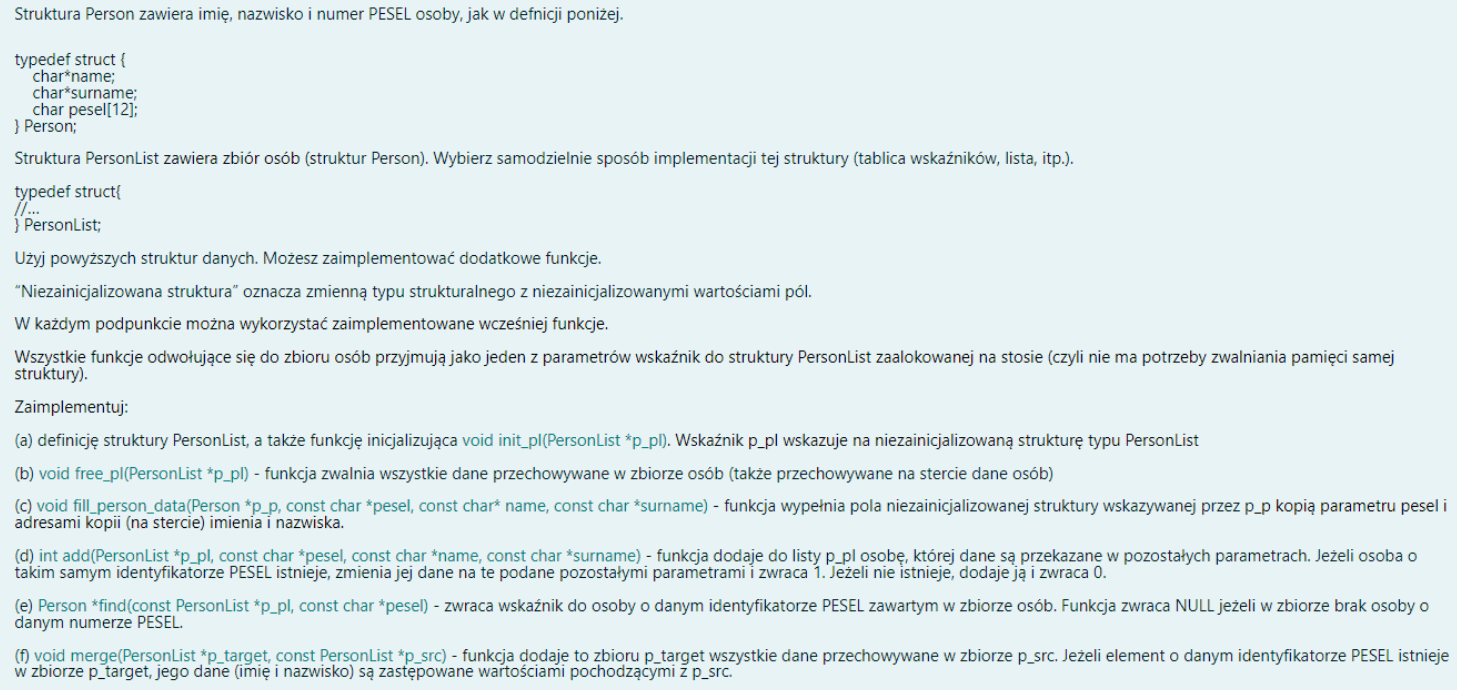 Struktura Person zawiera imię, nazwisko i numer PESEL osoby, jak w defnicji poniżej.
typedef struct {
char*name;
char*surname;
char pesel[12];
} Person;
Struktura PersonList zawiera zbiór osób (struktur Person). Wybierz samodzielnie sposób implementacji tej struktury (tablica wskaźników, lista, itp.).
typedef struct{
//...
} PersonList;
Użyj powyższych struktur danych. Możesz zaimplementować dodatkowe funkcje.
“Niezainicjalizowana struktura” oznacza zmienną typu strukturalnego z niezainicjalizowanymi wartościami pól.
W każdym podpunkcie można wykorzystać zaimplementowane wcześniej funkcje.
Wszystkie funkcje odwołujące się do zbioru osób przyjmują jako jeden z parametrów wskaźnik do struktury PersonList zaalokowanej na stosie (czyli nie ma potrzeby zwalniania pamięci samej
struktury).
Zaimplementuj:
(a) definicję struktury PersonList, a także funkcję inicjalizująca void init_pl(PersonList *p_pl). Wskaźnik p_pl wskazuje na niezainicjalizowaną strukturę typu PersonList
(b) void free_pl(PersonList *p_pl) - funkcja zwalnia wszystkie dane przechowywane w zbiorze osób (także przechowywane na stercie dane osób)
(c) void fill_person_data(Person *p_p, const char *pesel, const char* name, const char *surname) - funkcja wypełnia pola niezainicjalizowanej struktury wskazywanej przez p_p kopią parametru pesel i
adresami kopii (na stercie) imienia i nazwiska.
(d) int add(PersonList *p_pl, const char *pesel, const char *name, const char *surname) - funkcja dodaje do listy p_pl osobę, której dane są przekazane w pozostałych parametrach. Jeżeli osoba o
takim samym identyfikatorze PESEL istnieje, zmienia jej dane na te podane pozostałymi parametrami i zwraca 1. Jeżeli nie istnieje, dodaje ją i zwraca 0.
(e) Person *find(const PersonList *p_pl, const char *pesel) - zwraca wskaźnik do osoby o danym identyfikatorze PESEL zawartym w zbiorze osób. Funkcja zwraca NULL jeżeli w zbiorze brak osoby o
danym numerze PESEL.
(f) void merge(PersonList *p_target, const PersonList *p_src) - funkcja dodaje to zbioru p_target wszystkie dane przechowywane w zbiorze p_src. Jeżeli element o danym identyfikatorze PESEL istnieje
w zbiorze p_target, jego dane (imię i nazwisko) są zastępowane wartościami pochodzącymi z p_src.